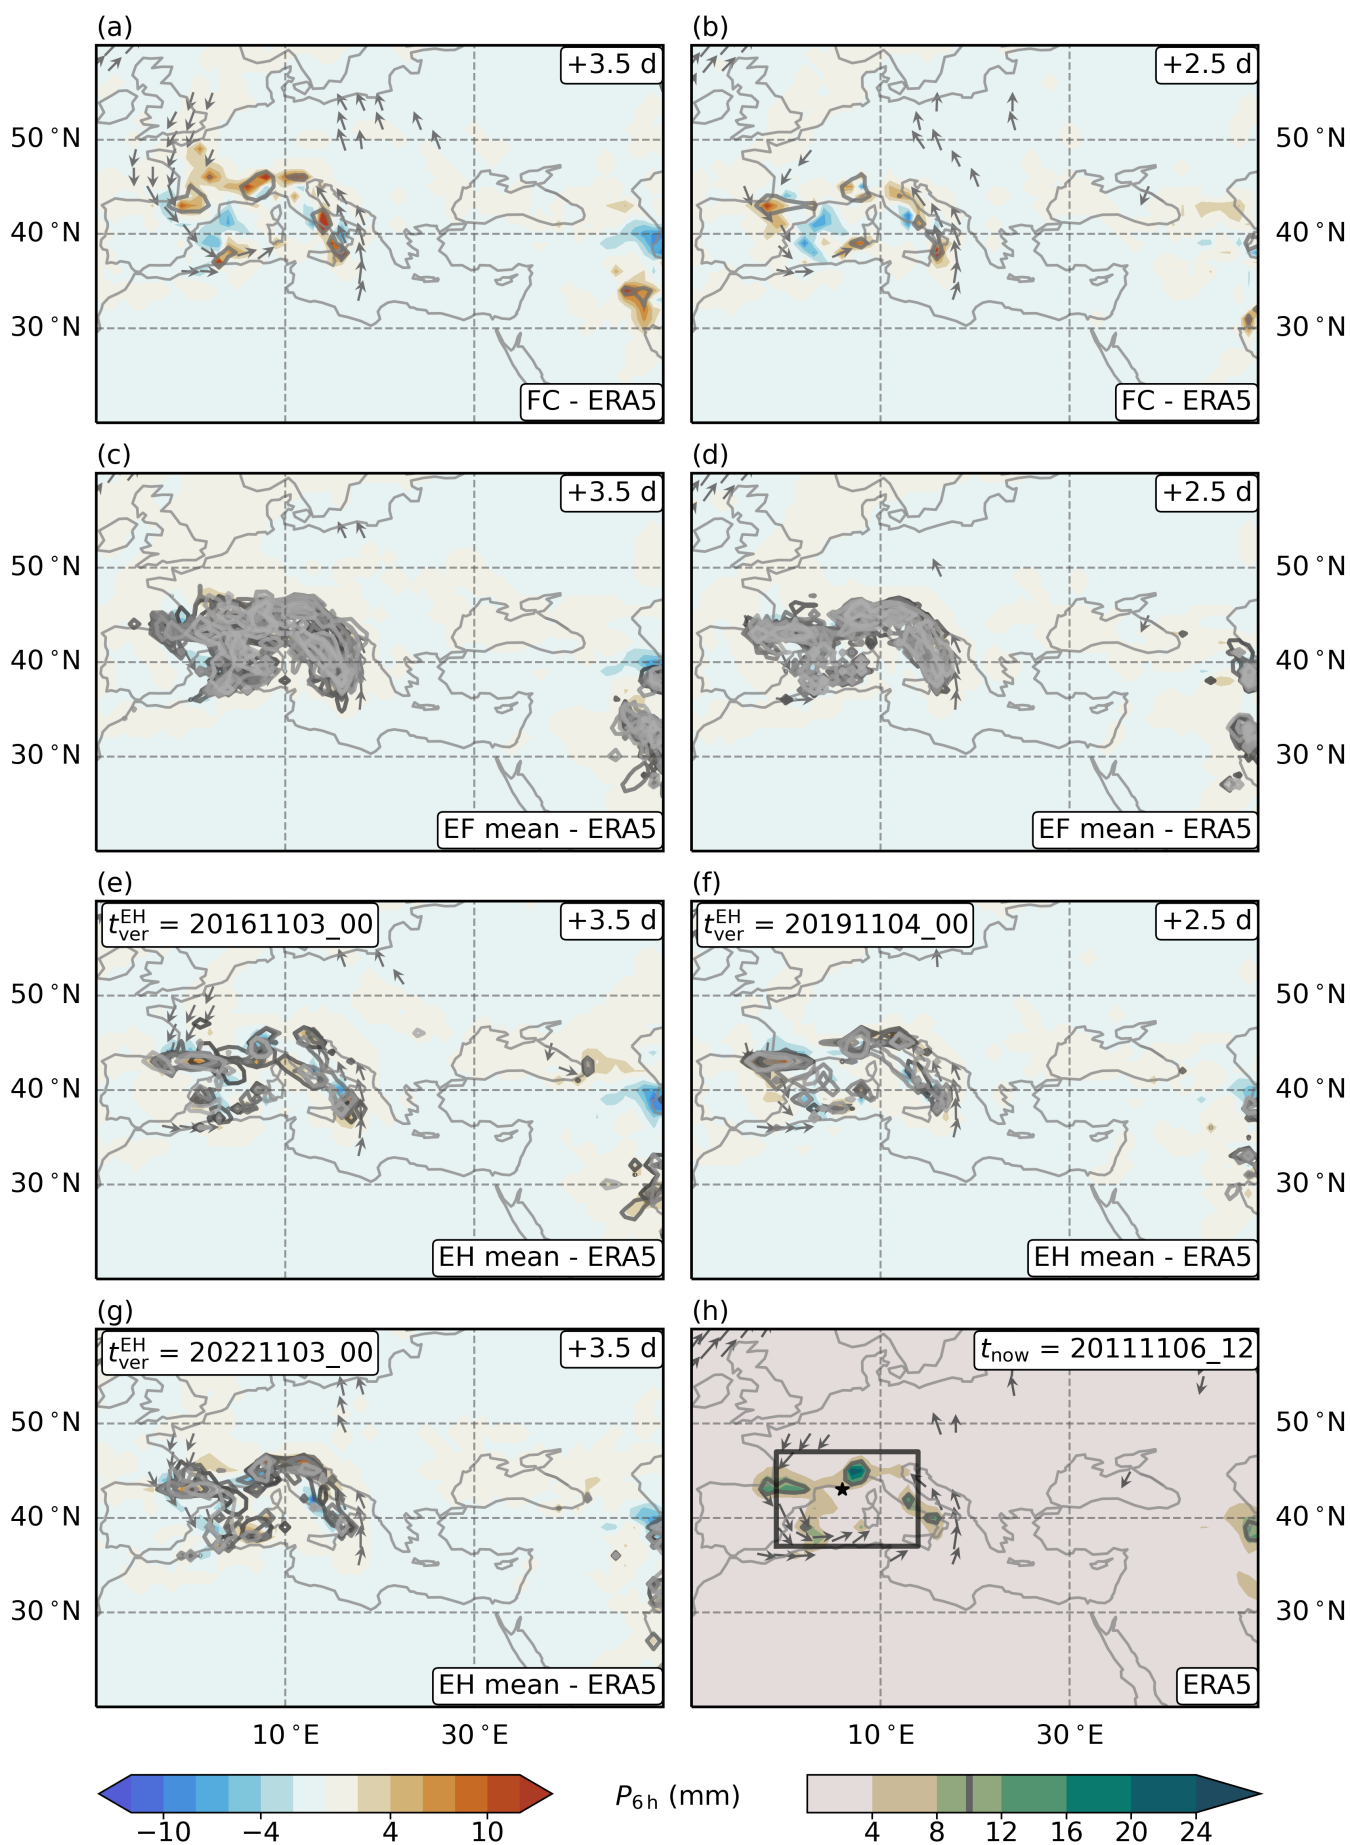 (a) (b)
+3.5 d +2.5 d
50 °N 50 °N
40 °N 40 °N
30 °N 30 °N
FC - ERA5 FC - ERA5
(c) (d)
+3.5 d +2.5 d
50 °N 50 °N
40 °N 40 °N
30 °N 30 °N
EF mean - ERA5 EF mean - ERA5
(e) (f)
t_ver^EH = 20161103_00 +3.5 d t_ver^EH = 20191104_00 +2.5 d
50 °N 50 °N
40 °N 40 °N
30 °N 30 °N
EH mean - ERA5 EH mean - ERA5
(g) (h)
t_ver^EH = 20221103_00 +3.5 d t_now = 20111106_12
50 °N 50 °N
40 °N 40 °N
30 °N 30 °N
EH mean - ERA5 ERA5
10 °E 30 °E 10 °E 30 °E
P_6 h (mm)
−10 −4 4 10 4 8 12 16 20 24